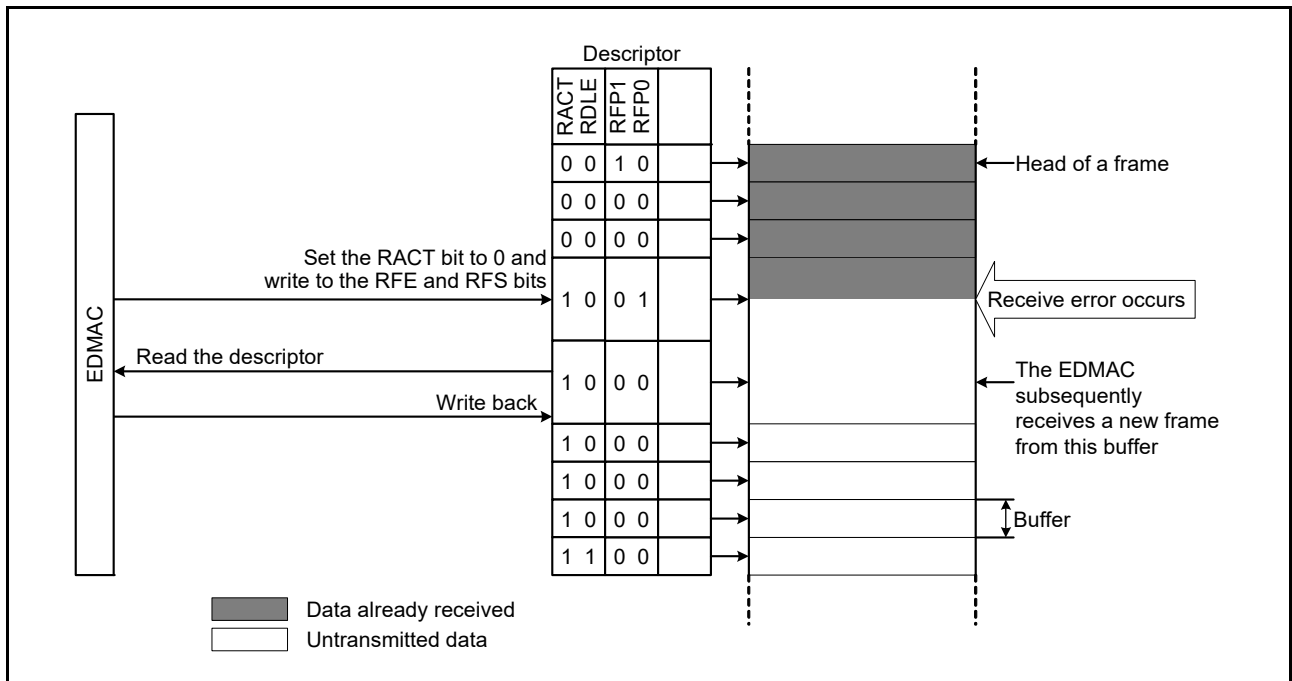 Descriptor
RACT
RDLE
RFP1
RFP0
0 0 1 0
Head of a frame
0 0 0 0
0 0 0 0
Set the RACT bit to 0 and
write to the RFE and RFS bits
1 0 0 1
Receive error occurs
EDMAC
Read the descriptor
1 0 0 0
Write back
The EDMAC
subsequently
receives a new frame
from this buffer
1 0 0 0
1 0 0 0
1 0 0 0
Buffer
1 1 0 0
Data already received
Untransmitted data